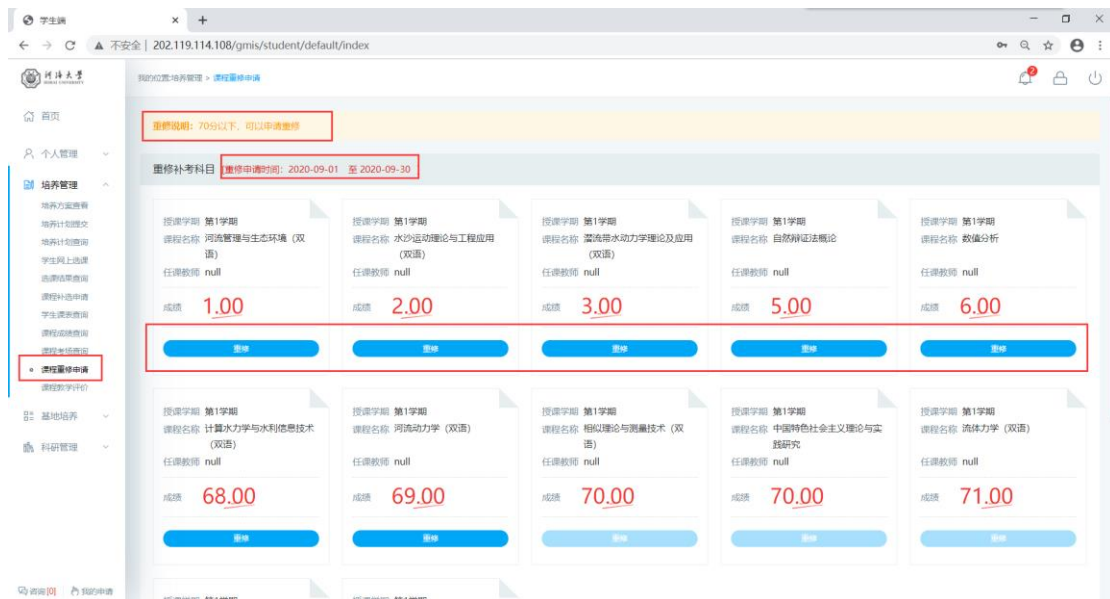 学生端
不安全 | 202.119.114.108/gmis/student/default/index
河海大学
HOHAI UNIVERSITY
我的位置:培养管理 > 课程重修申请
2
首页
个人管理
培养管理
培养方案查看
培养计划提交
培养计划查询
学生网上选课
选课结果查询
课程补选申请
学生课表查询
课程成绩查询
课程考场查询
课程重修申请
课程教学评价
基地培养
科研管理
咨询[0] 我的申请
重修说明：70分以下，可以申请重修
重修补考科目 [重修申请时间：2020-09-01 至 2020-09-30
授课学期 第1学期
课程名称 河流管理与生态环境（双
语）
任课教师 null
成绩 1.00
重修
授课学期 第1学期
课程名称 水沙运动理论与工程应用
（双语）
任课教师 null
成绩 2.00
重修
授课学期 第1学期
课程名称 潜流带水动力学理论及应用
（双语）
任课教师 null
成绩 3.00
重修
授课学期 第1学期
课程名称 自然辩证法概论
任课教师 null
成绩 5.00
重修
授课学期 第1学期
课程名称 数值分析
任课教师 null
成绩 6.00
重修
授课学期 第1学期
课程名称 计算水力学与水利信息技术
（双语）
任课教师 null
成绩 68.00
重修
授课学期 第1学期
课程名称 河流动力学（双语）
任课教师 null
成绩 69.00
重修
授课学期 第1学期
课程名称 相似理论与测量技术（双
语）
任课教师 null
成绩 70.00
重修
授课学期 第1学期
课程名称 中国特色社会主义理论与实
践研究
任课教师 null
成绩 70.00
重修
授课学期 第1学期
课程名称 流体力学（双语）
任课教师 null
成绩 71.00
重修